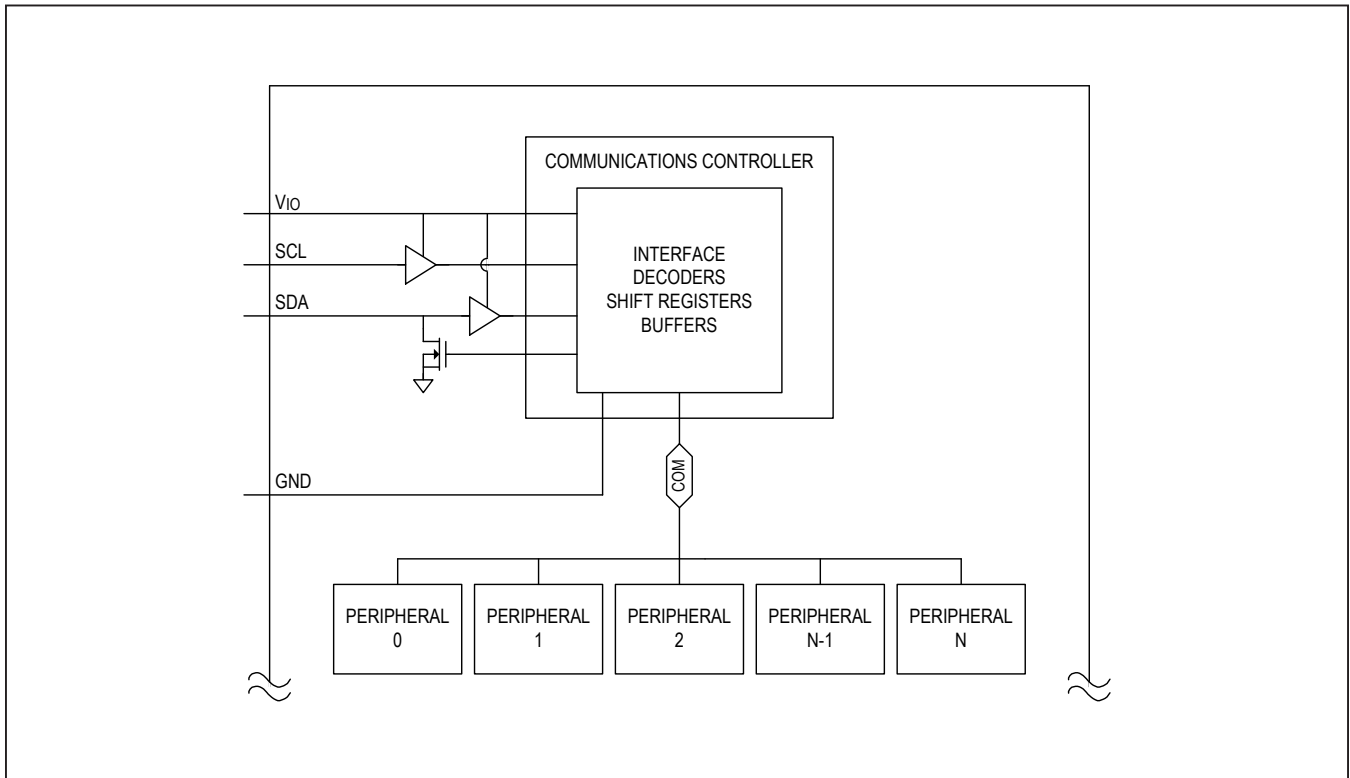 COMMUNICATIONS CONTROLLER
VIO
SCL
SDA
INTERFACE
DECODERS
SHIFT REGISTERS
BUFFERS
GND
COM
PERIPHERAL
0
PERIPHERAL
1
PERIPHERAL
2
PERIPHERAL
N-1
PERIPHERAL
N